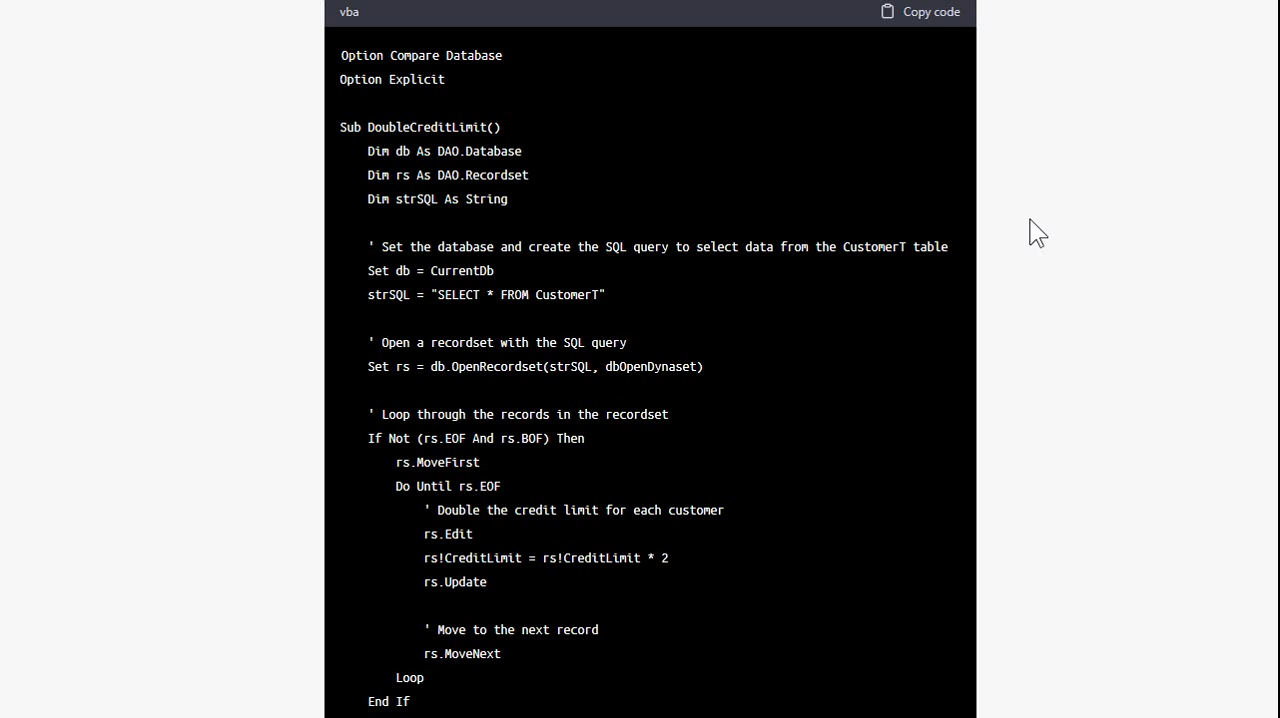 vba
Copy code
Option Compare Database
Option Explicit
Sub DoubleCreditLimit()
    Dim db As DAO.Database
    Dim rs As DAO.Recordset
    Dim strSQL As String
    ' Set the database and create the SQL query to select data from the CustomerT table
    Set db = CurrentDb
    strSQL = "SELECT * FROM CustomerT"
    ' Open a recordset with the SQL query
    Set rs = db.OpenRecordset(strSQL, dbOpenDynaset)
    ' Loop through the records in the recordset
    If Not (rs.EOF And rs.BOF) Then
        rs.MoveFirst
        Do Until rs.EOF
            ' Double the credit limit for each customer
            rs.Edit
            rs!CreditLimit = rs!CreditLimit * 2
            rs.Update
            ' Move to the next record
            rs.MoveNext
        Loop
    End If